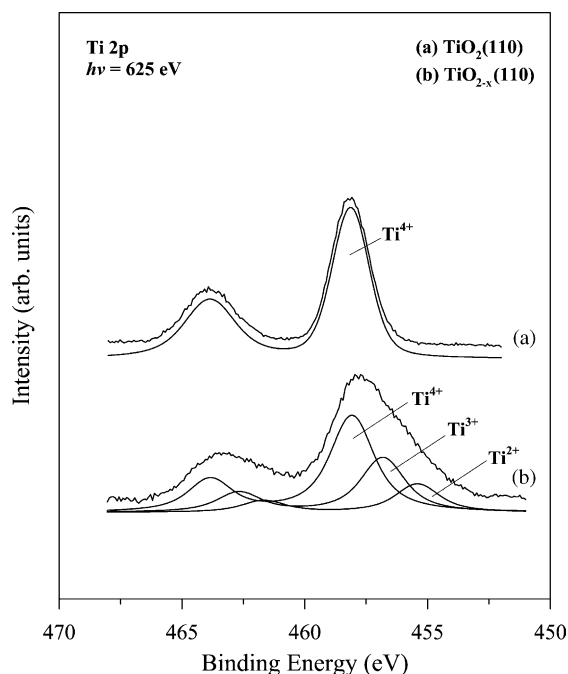 Ti 2p
hν = 625 eV
(a) TiO₂(110)
(b) TiO₂₋ₓ(110)
Intensity (arb. units)
Ti⁴⁺
(a)
Ti⁴⁺
Ti³⁺
Ti²⁺
(b)
470 465 460 455 450
Binding Energy (eV)